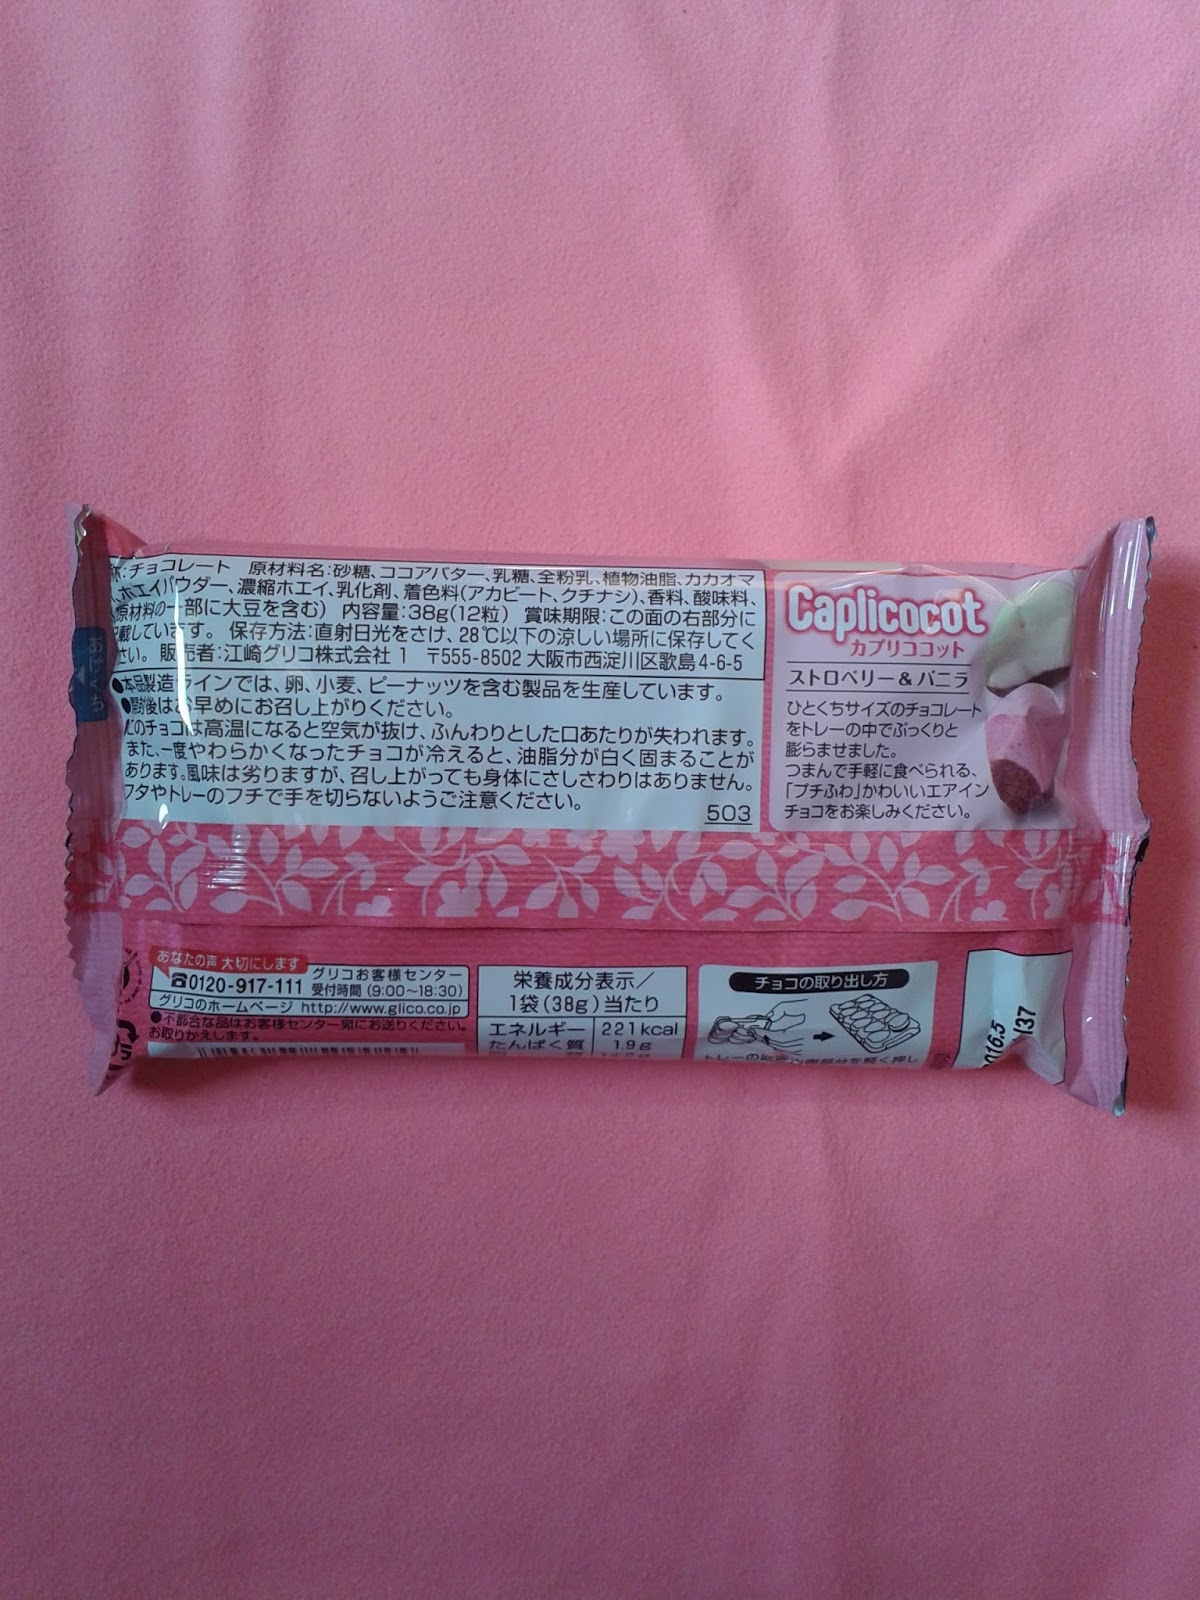 称:チョコレート 原材料名:砂糖、ココアバター、乳糖、全粉乳、植物油脂、カカオマ
ス、ホエイパウダー、濃縮ホエイ、乳化剤、着色料(アカビート、クチナシ)、香料、酸味料、
(原材料の一部に大豆を含む) 内容量:38g(12粒) 賞味期限:この面の右部分に
記載しています。 保存方法:直射日光をさけ、28℃以下の涼しい場所に保存してく
ださい。 販売者:江崎グリコ株式会社 1 〒555-8502 大阪市西淀川区歌島4-6-5
●本品製造ラインでは、卵、小麦、ピーナッツを含む製品を生産しています。
●開封後はお早めにお召し上がりください。
このチョコは高温になると空気が抜け、ふんわりとした口あたりが失われます。
また、一度やわらかくなったチョコが冷えると、油脂分が白く固まることが
あります。風味は劣りますが、召し上がっても身体にさしさわりはありません。
フタやトレーのフチで手を切らないようご注意ください。
503
Caplicocot
カプリココット
ストロベリー&バニラ
ひとくちサイズのチョコレート
をトレーの中でぷっくりと
膨らませました。
つまんで手軽に食べられる、
「プチふわ」かわいいエアイン
チョコをお楽しみください。
あけくち
あなたの声 大切にします
0120-917-111
グリコお客様センター
受付時間(9:00~18:30)
グリコのホームページ http://www.glico.co.jp
●不都合な品はお客様センター宛にお送りください。
お取りかえします。
栄養成分表示/
1袋(38g)当たり
エネルギー 221kcal
たんぱく質 1.9g
チョコの取り出し方
016.5
137